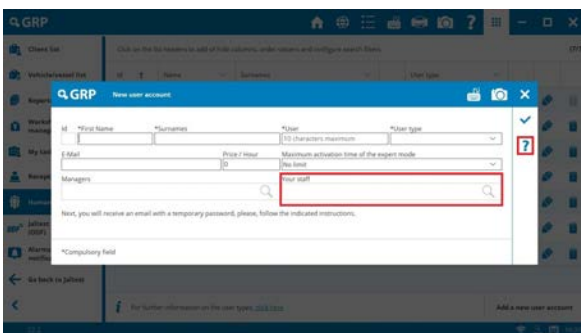 GRP
?
Client list
Click on the list headers to add or hide columns, order columns and configure search filters
Vehicle/vessel list
Id
Name
Surnames
User type
GRP
New user account
Id
*First Name
*Surnames
*User
*User type
10 characters maximum
?
E-Mail
Price / Hour
Maximum activation time of the expert mode
0
No limit
Managers
Your staff
Next, you will receive an email with a temporary password, please, follow the indicated instructions.
*Compulsory field
Go back to Jaltest
For further information on the user types, click here
Add a new user account